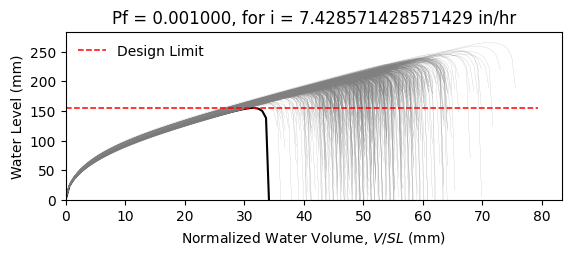 Pf = 0.001000, for i = 7.428571428571429 in/hr
Water Level (mm)
250
200
150
100
50
0
Design Limit
0 10 20 30 40 50 60 70 80
Normalized Water Volume, V/SL (mm)